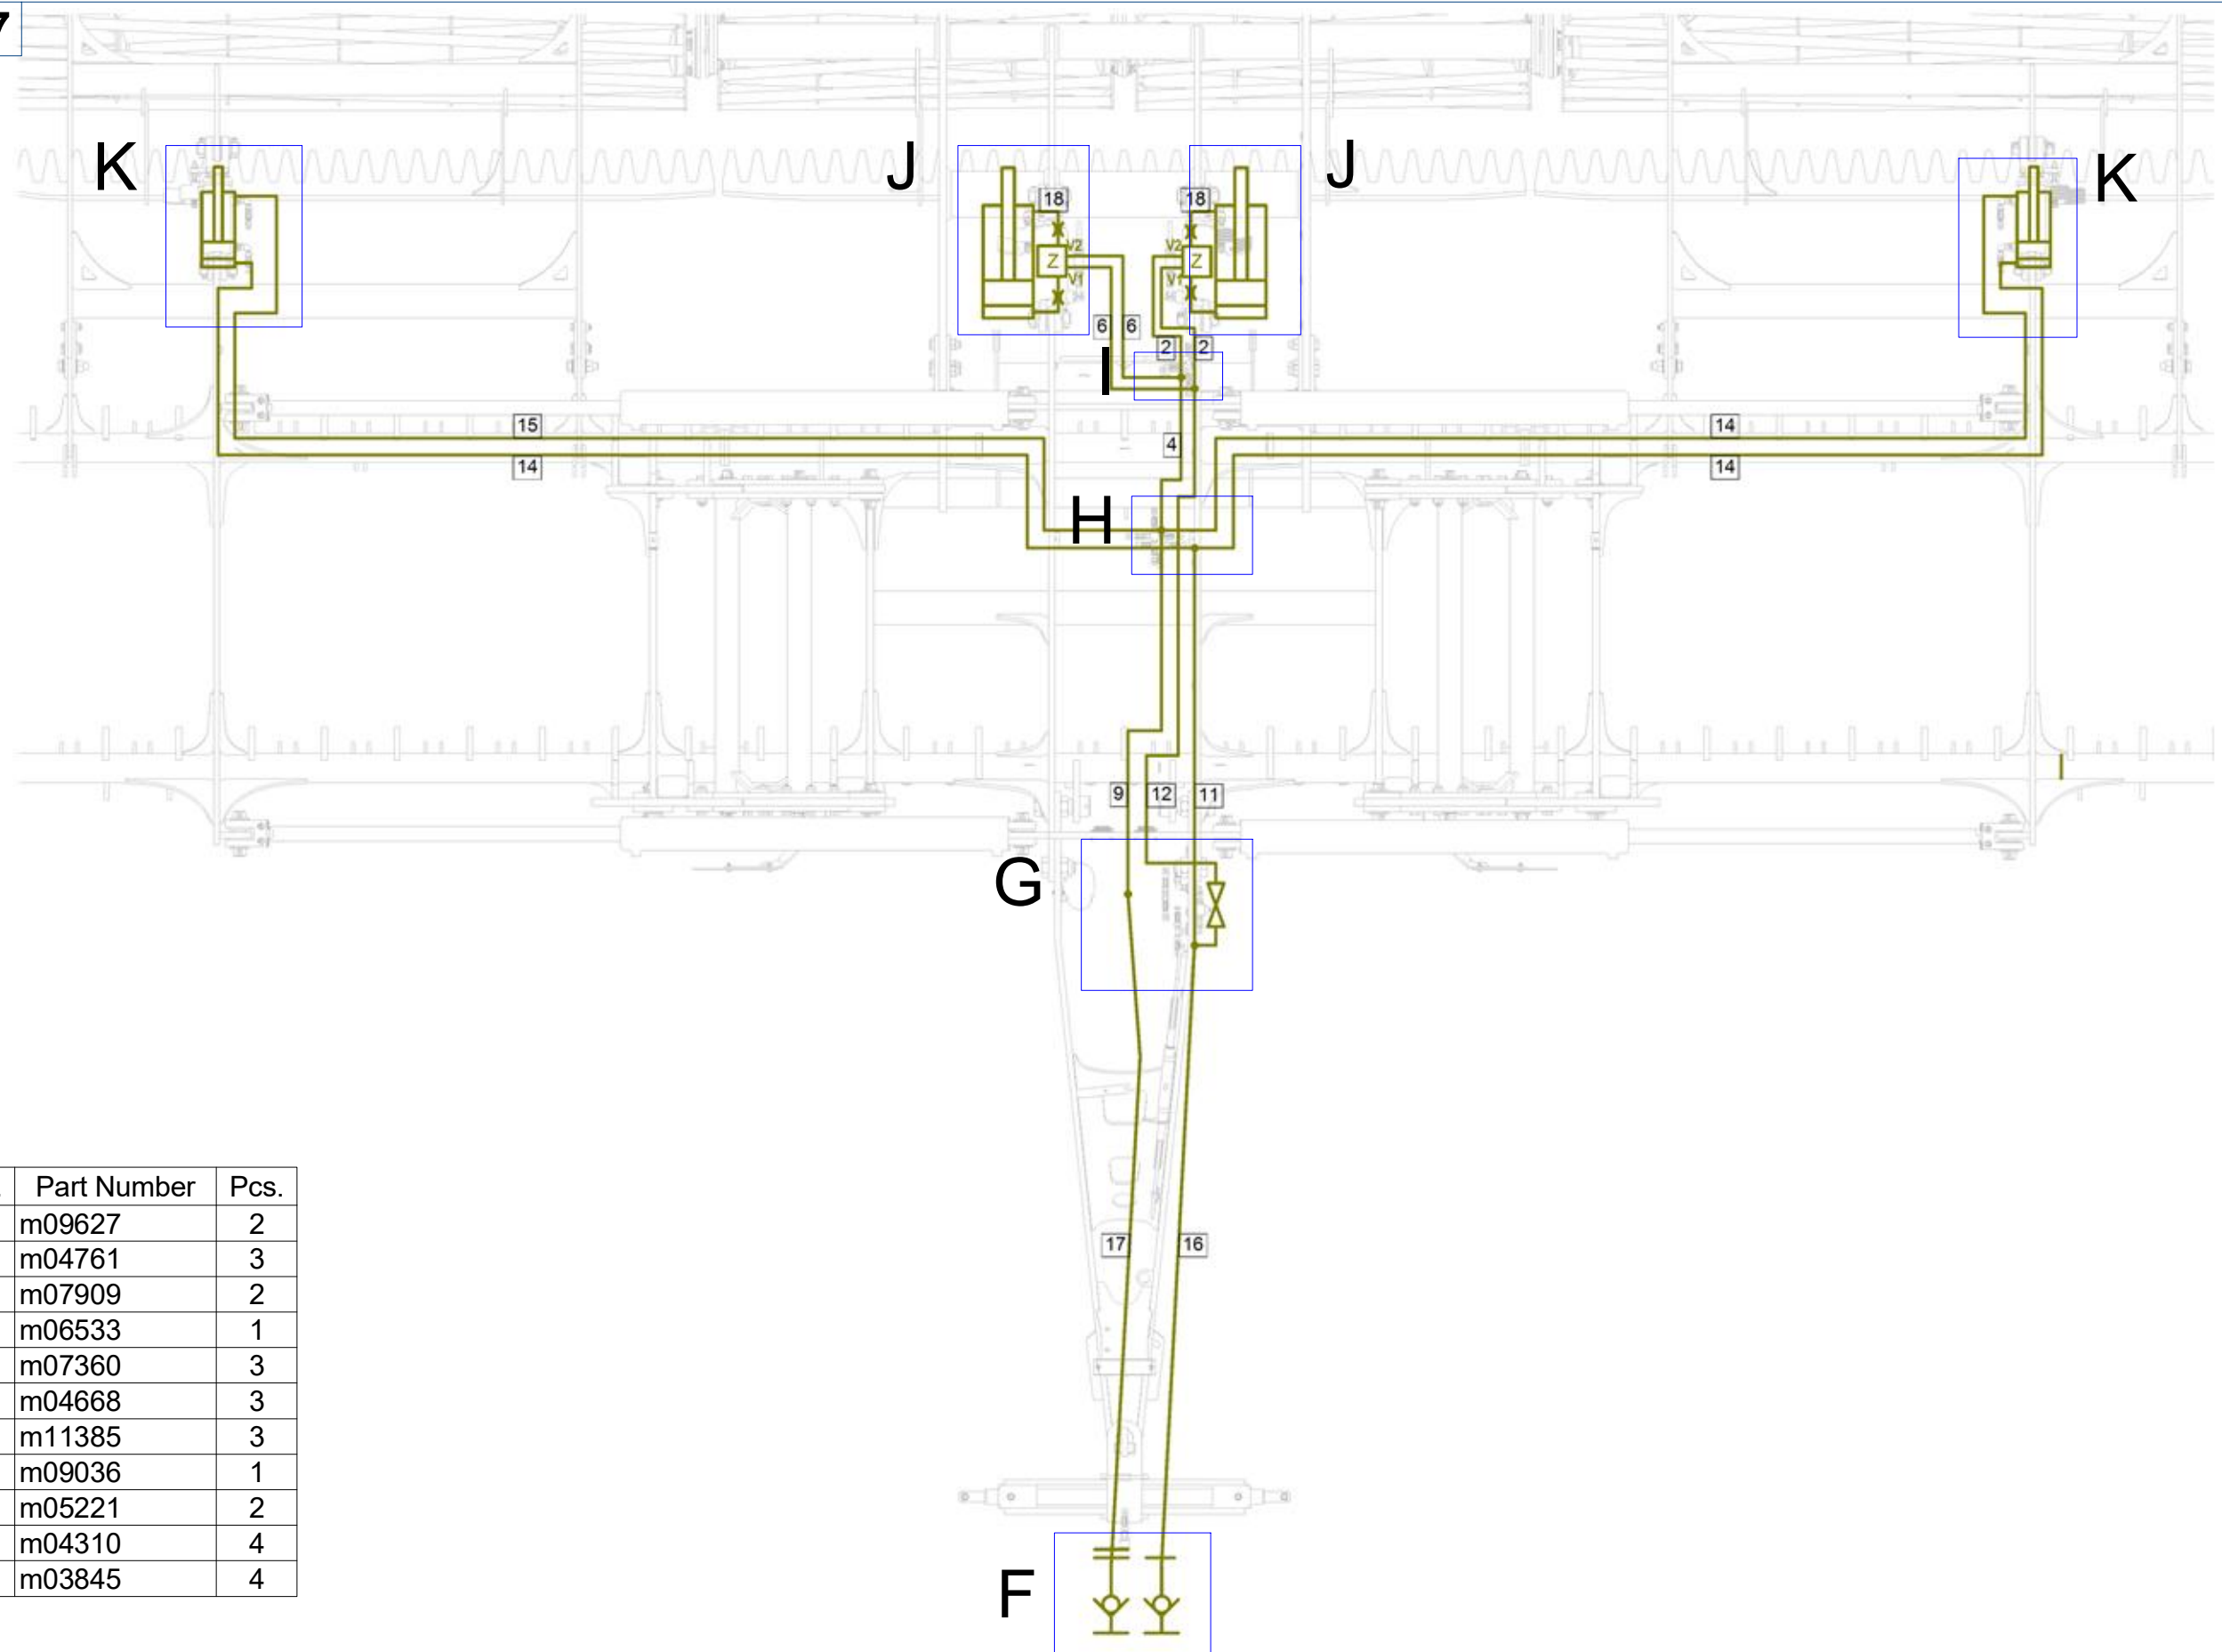 7
K J J K
18 18
V2 V2
Z Z
V1 V1
6 6
2 2
I
15 4 14
14 14
H
9 12 11
G
Part Number Pcs.
m09627 2
m04761 3
17 16
m07909 2
m06533 1
m07360 3
m04668 3
m11385 3
m09036 1
m05221 2
m04310 4
m03845 4
F